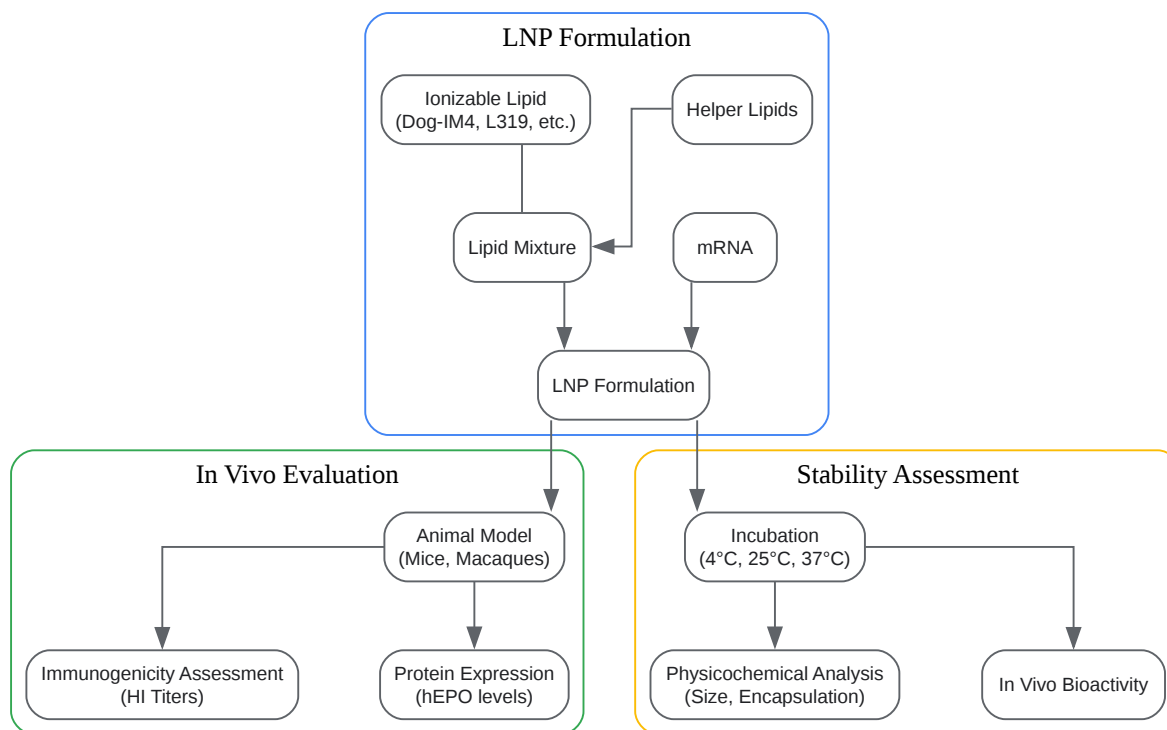 LNP Formulation
Ionizable Lipid
(Dog-IM4, L319, etc.)
Helper Lipids
Lipid Mixture
mRNA
LNP Formulation
In Vivo Evaluation
Animal Model
(Mice, Macaques)
Immunogenicity Assessment
(HI Titers)
Protein Expression
(hEPO levels)
Stability Assessment
Incubation
(4°C, 25°C, 37°C)
Physicochemical Analysis
(Size, Encapsulation)
In Vivo Bioactivity